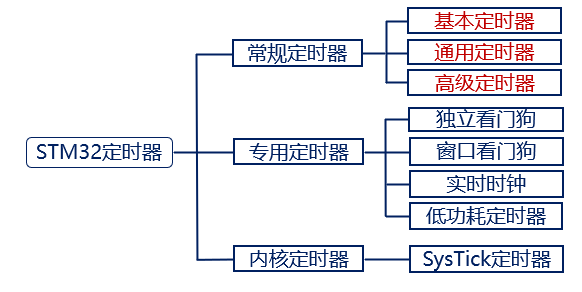 STM32定时器
常规定时器
基本定时器
通用定时器
高级定时器
专用定时器
独立看门狗
窗口看门狗
实时时钟
低功耗定时器
内核定时器
SysTick定时器